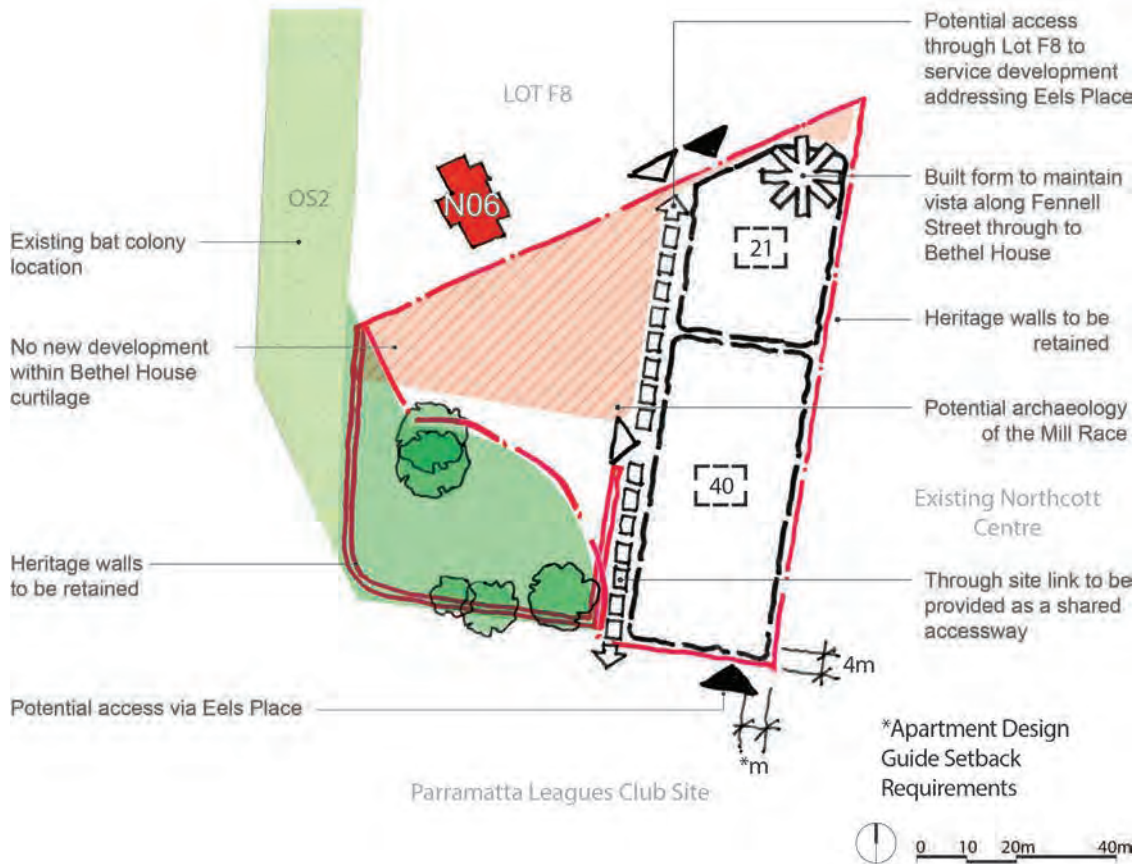 Potential access
through Lot F8 to
service development
addressing Eels Place
LOT F8
N06
OS2
Existing bat colony
location
21
Built form to maintain
vista along Fennell
Street through to
Bethel House
Heritage walls to be
retained
No new development
within Bethel House
curtilage
Potential archaeology
of the Mill Race
40
Existing Northcott
Centre
Heritage walls
to be retained
Through site link to be
provided as a shared
accessway
4m
Potential access via Eels Place
*m
*Apartment Design
Guide Setback
Requirements
Parramatta Leagues Club Site
0 10 20m 40m